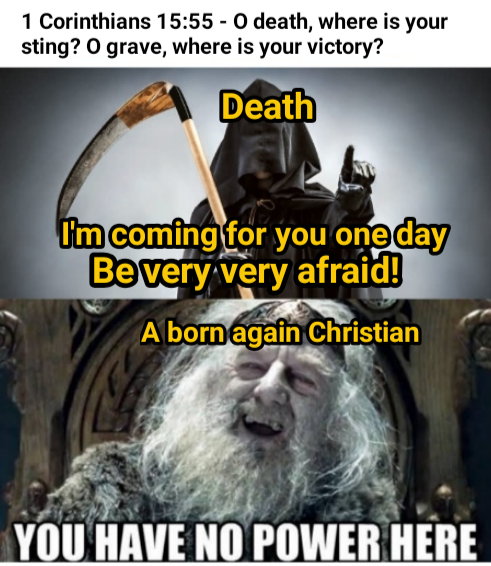 1 Corinthians 15:55 - O death, where is your
sting? O grave, where is your victory?
Death
I'm coming for you one day
Be very very afraid!
A born again Christian
YOU HAVE NO POWER HERE